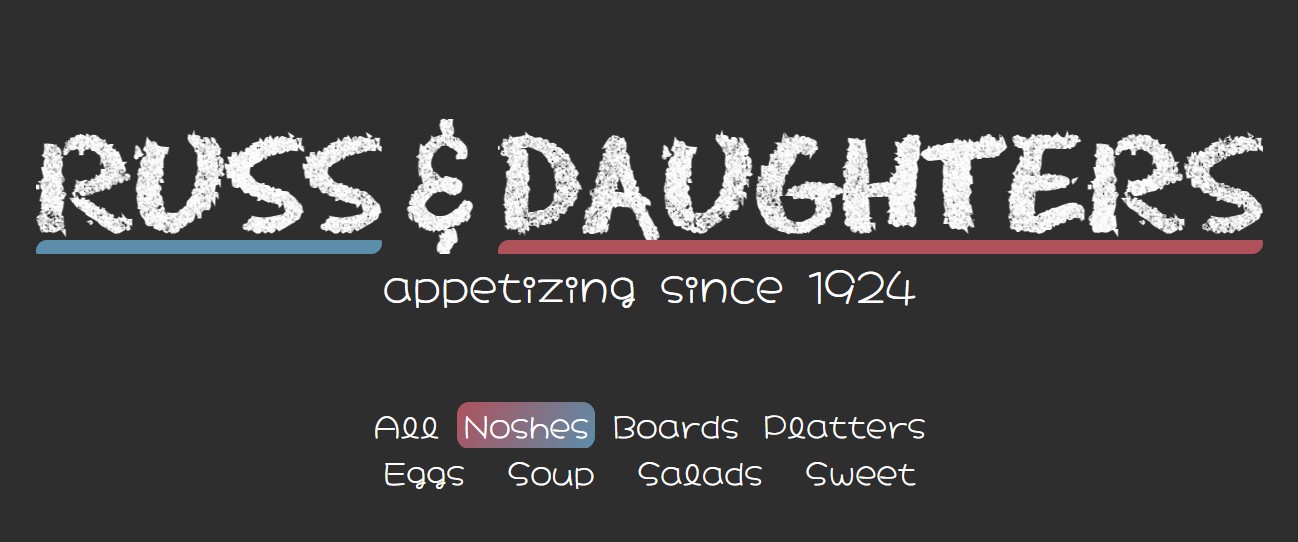 RUSS & DAUGHTERS
appetizing since 1924
All Noshes Boards Platters
Eggs Soup Salads Sweet